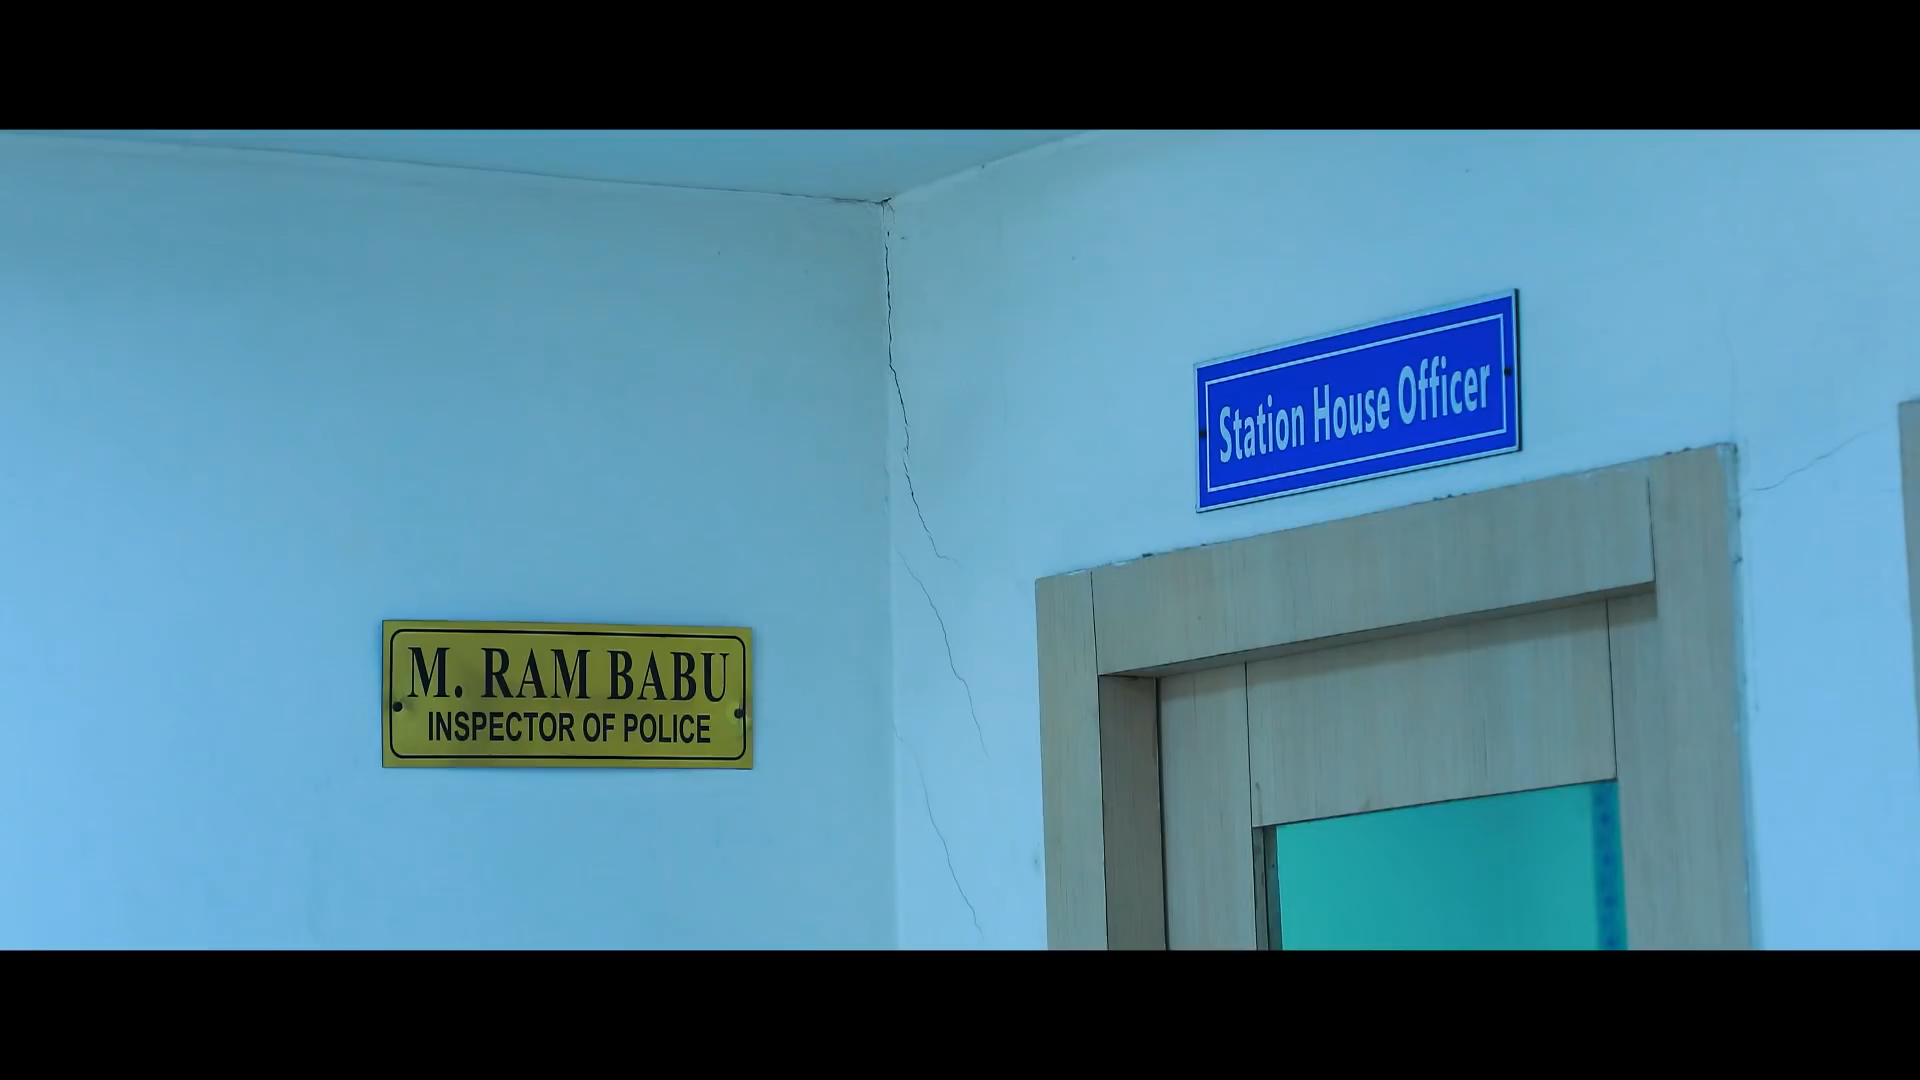 M. RAM BABU
INSPECTOR OF POLICE
Station House Officer